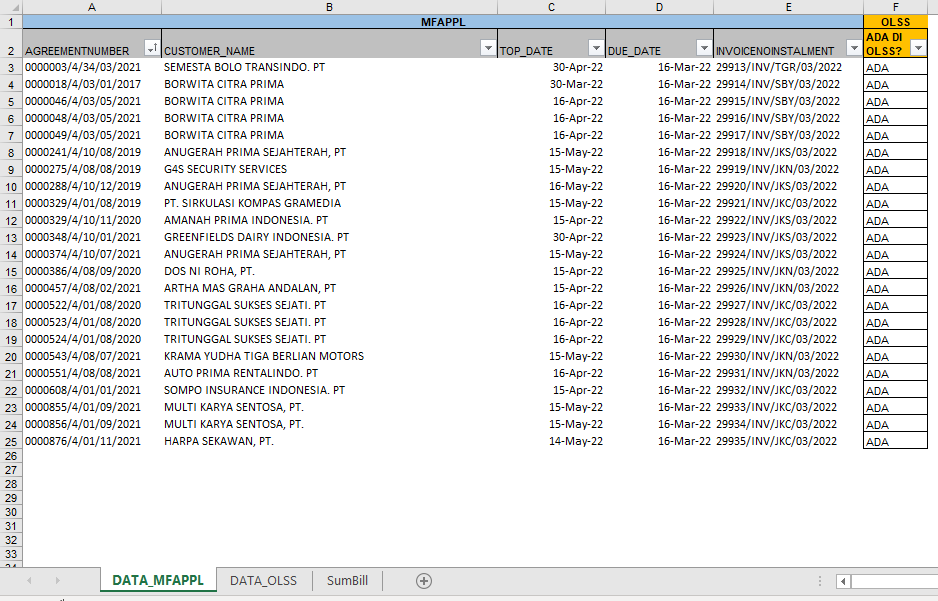 A B C D E F
1 MFAPPL OLSS
2 AGREEMENTNUMBER CUSTOMER_NAME TOP_DATE DUE_DATE INVOICENOINSTALMENT ADA DI OLSS?
3 0000003/4/34/03/2021 SEMESTA BOLO TRANSINDO. PT 30-Apr-22 16-Mar-22 29913/INV/TGR/03/2022 ADA
4 0000018/4/03/01/2017 BORWITA CITRA PRIMA 30-Mar-22 16-Mar-22 29914/INV/SBY/03/2022 ADA
5 0000046/4/03/05/2021 BORWITA CITRA PRIMA 16-Apr-22 16-Mar-22 29915/INV/SBY/03/2022 ADA
6 0000048/4/03/05/2021 BORWITA CITRA PRIMA 16-Apr-22 16-Mar-22 29916/INV/SBY/03/2022 ADA
7 0000049/4/03/05/2021 BORWITA CITRA PRIMA 16-Apr-22 16-Mar-22 29917/INV/SBY/03/2022 ADA
8 0000241/4/10/08/2019 ANUGERAH PRIMA SEJAHTERAH, PT 15-May-22 16-Mar-22 29918/INV/JKS/03/2022 ADA
9 0000275/4/08/08/2019 G4S SECURITY SERVICES 15-May-22 16-Mar-22 29919/INV/JKN/03/2022 ADA
10 0000288/4/10/12/2019 ANUGERAH PRIMA SEJAHTERAH, PT 16-May-22 16-Mar-22 29920/INV/JKS/03/2022 ADA
11 0000329/4/01/08/2019 PT. SIRKULASI KOMPAS GRAMEDIA 15-May-22 16-Mar-22 29921/INV/JKC/03/2022 ADA
12 0000329/4/10/11/2020 AMANAH PRIMA INDONESIA. PT 15-Apr-22 16-Mar-22 29922/INV/JKS/03/2022 ADA
13 0000348/4/10/01/2021 GREENFIELDS DAIRY INDONESIA. PT 30-Apr-22 16-Mar-22 29923/INV/JKS/03/2022 ADA
14 0000374/4/10/07/2021 ANUGERAH PRIMA SEJAHTERAH, PT 15-May-22 16-Mar-22 29924/INV/JKS/03/2022 ADA
15 0000386/4/08/09/2020 DOS NI ROHA, PT. 15-Apr-22 16-Mar-22 29925/INV/JKN/03/2022 ADA
16 0000457/4/08/02/2021 ARTHA MAS GRAHA ANDALAN, PT 15-Apr-22 16-Mar-22 29926/INV/JKN/03/2022 ADA
17 0000522/4/01/08/2020 TRITUNGGAL SUKSES SEJATI. PT 16-Apr-22 16-Mar-22 29927/INV/JKC/03/2022 ADA
18 0000523/4/01/08/2020 TRITUNGGAL SUKSES SEJATI. PT 16-Apr-22 16-Mar-22 29928/INV/JKC/03/2022 ADA
19 0000524/4/01/08/2020 TRITUNGGAL SUKSES SEJATI. PT 16-Apr-22 16-Mar-22 29929/INV/JKC/03/2022 ADA
20 0000543/4/08/07/2021 KRAMA YUDHA TIGA BERLIAN MOTORS 15-May-22 16-Mar-22 29930/INV/JKN/03/2022 ADA
21 0000551/4/08/08/2021 AUTO PRIMA RENTALINDO. PT 16-Apr-22 16-Mar-22 29931/INV/JKN/03/2022 ADA
22 0000608/4/01/01/2021 SOMPO INSURANCE INDONESIA. PT 15-Apr-22 16-Mar-22 29932/INV/JKC/03/2022 ADA
23 0000855/4/01/09/2021 MULTI KARYA SENTOSA, PT. 15-May-22 16-Mar-22 29933/INV/JKC/03/2022 ADA
24 0000856/4/01/09/2021 MULTI KARYA SENTOSA, PT. 15-May-22 16-Mar-22 29934/INV/JKC/03/2022 ADA
25 0000876/4/01/11/2021 HARPA SEKAWAN, PT. 14-May-22 16-Mar-22 29935/INV/JKC/03/2022 ADA
26
27
28
29
30
31
32
33
DATA_MFAPPL DATA_OLSS SumBill